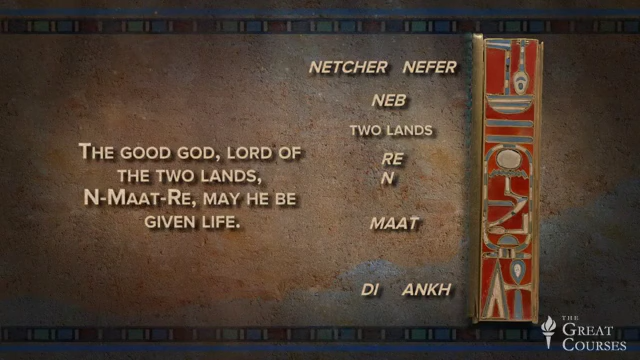 NETCHER NEFER
NEB
TWO LANDS
RE
N
MAAT
DI ANKH
THE GOOD GOD, LORD OF
THE TWO LANDS,
N-MAAT-RE, MAY HE BE
GIVEN LIFE.
THE
GREAT
COURSES